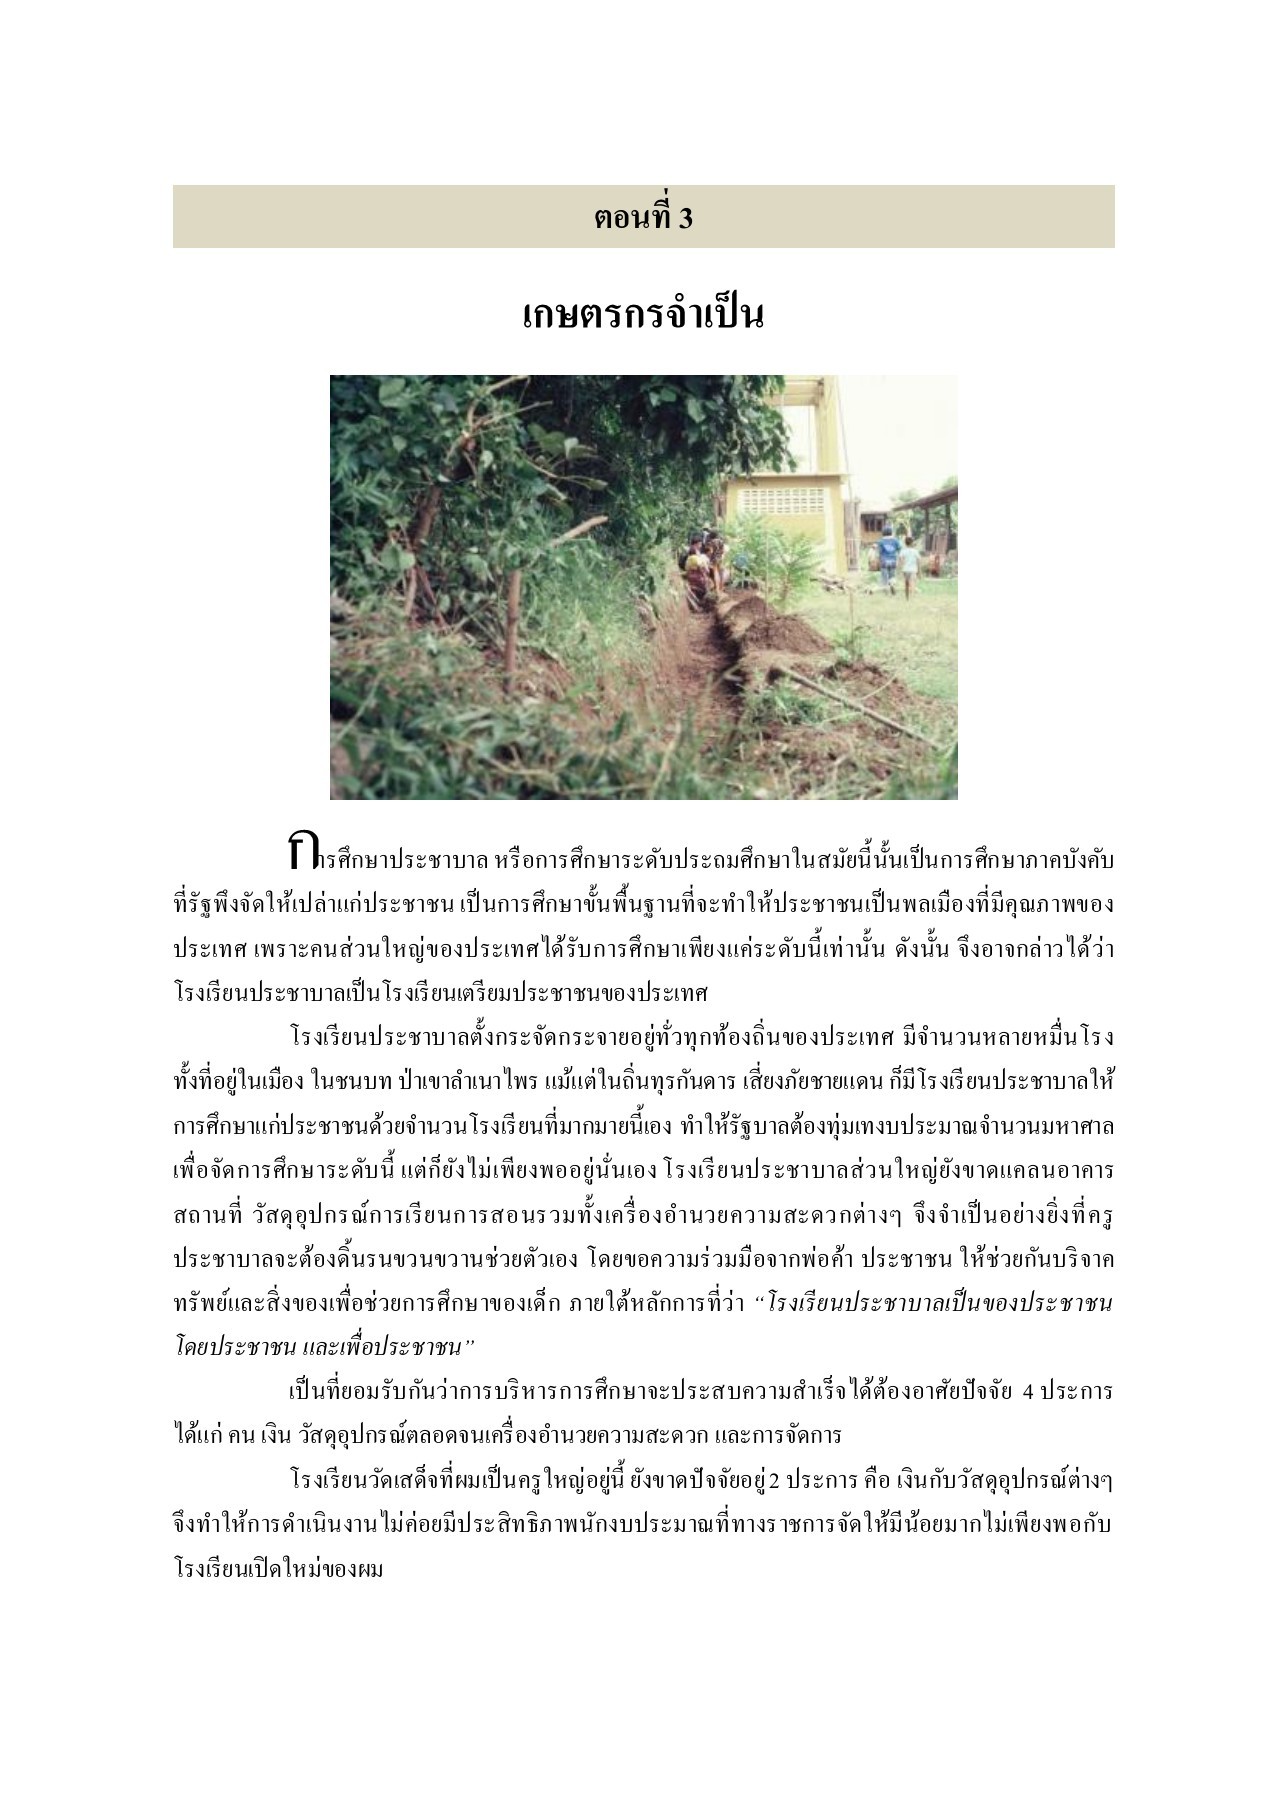 ตอนที่ 3
เกษตรกรจำเป็น
การศึกษาประชาบาล หรือการศึกษาระดับประถมศึกษาในสมัยนี้นั้นเป็นการศึกษาภาคบังคับ
ที่รัฐพึงจัดให้เปล่าแก่ประชาชน เป็นการศึกษาขั้นพื้นฐานที่จะทำให้ประชาชนเป็นพลเมืองที่มีคุณภาพของ
ประเทศ เพราะคนส่วนใหญ่ของประเทศได้รับการศึกษาเพียงแค่ระดับนี้เท่านั้น ดังนั้น จึงอาจกล่าวได้ว่า
โรงเรียนประชาบาลเป็นโรงเรียนเตรียมประชาชนของประเทศ
โรงเรียนประชาบาลตั้งกระจัดกระจายอยู่ทั่วทุกท้องถิ่นของประเทศ มีจำนวนหลายหมื่นโรง
ทั้งที่อยู่ในเมือง ในชนบท ป่าเขาลำเนาไพร แม้แต่ในถิ่นทุรกันดาร เสี่ยงภัยชายแดน ก็มีโรงเรียนประชาบาลให้
การศึกษาแก่ประชาชนด้วยจำนวนโรงเรียนที่มากมายนี้เอง ทำให้รัฐบาลต้องทุ่มเทงบประมาณจำนวนมหาศาล
เพื่อจัดการศึกษาระดับนี้ แต่ก็ยังไม่เพียงพออยู่นั่นเอง โรงเรียนประชาบาลส่วนใหญ่ยังขาดแคลนอาคาร
สถานที่ วัสดุอุปกรณ์การเรียนการสอนรวมทั้งเครื่องอำนวยความสะดวกต่างๆ จึงจำเป็นอย่างยิ่งที่ครู
ประชาบาลจะต้องดิ้นรนขวนขวานช่วยตัวเอง โดยขอความร่วมมือจากพ่อค้า ประชาชน ให้ช่วยกันบริจาค
ทรัพย์และสิ่งของเพื่อช่วยการศึกษาของเด็ก ภายใต้หลักการที่ว่า “โรงเรียนประชาบาลเป็นของประชาชน
โดยประชาชน และเพื่อประชาชน”
เป็นที่ยอมรับกันว่าการบริหารการศึกษาจะประสบความสำเร็จได้ต้องอาศัยปัจจัย 4 ประการ
ได้แก่ คน เงิน วัสดุอุปกรณ์ตลอดจนเครื่องอำนวยความสะดวก และการจัดการ
โรงเรียนวัดเสด็จที่ผมเป็นครูใหญ่อยู่นี้ ยังขาดปัจจัยอยู่ 2 ประการ คือ เงินกับวัสดุอุปกรณ์ต่างๆ
จึงทำให้การดำเนินงานไม่ค่อยมีประสิทธิภาพนักงบประมาณที่ทางราชการจัดให้มีน้อยมากไม่เพียงพอกับ
โรงเรียนเปิดใหม่ของผม